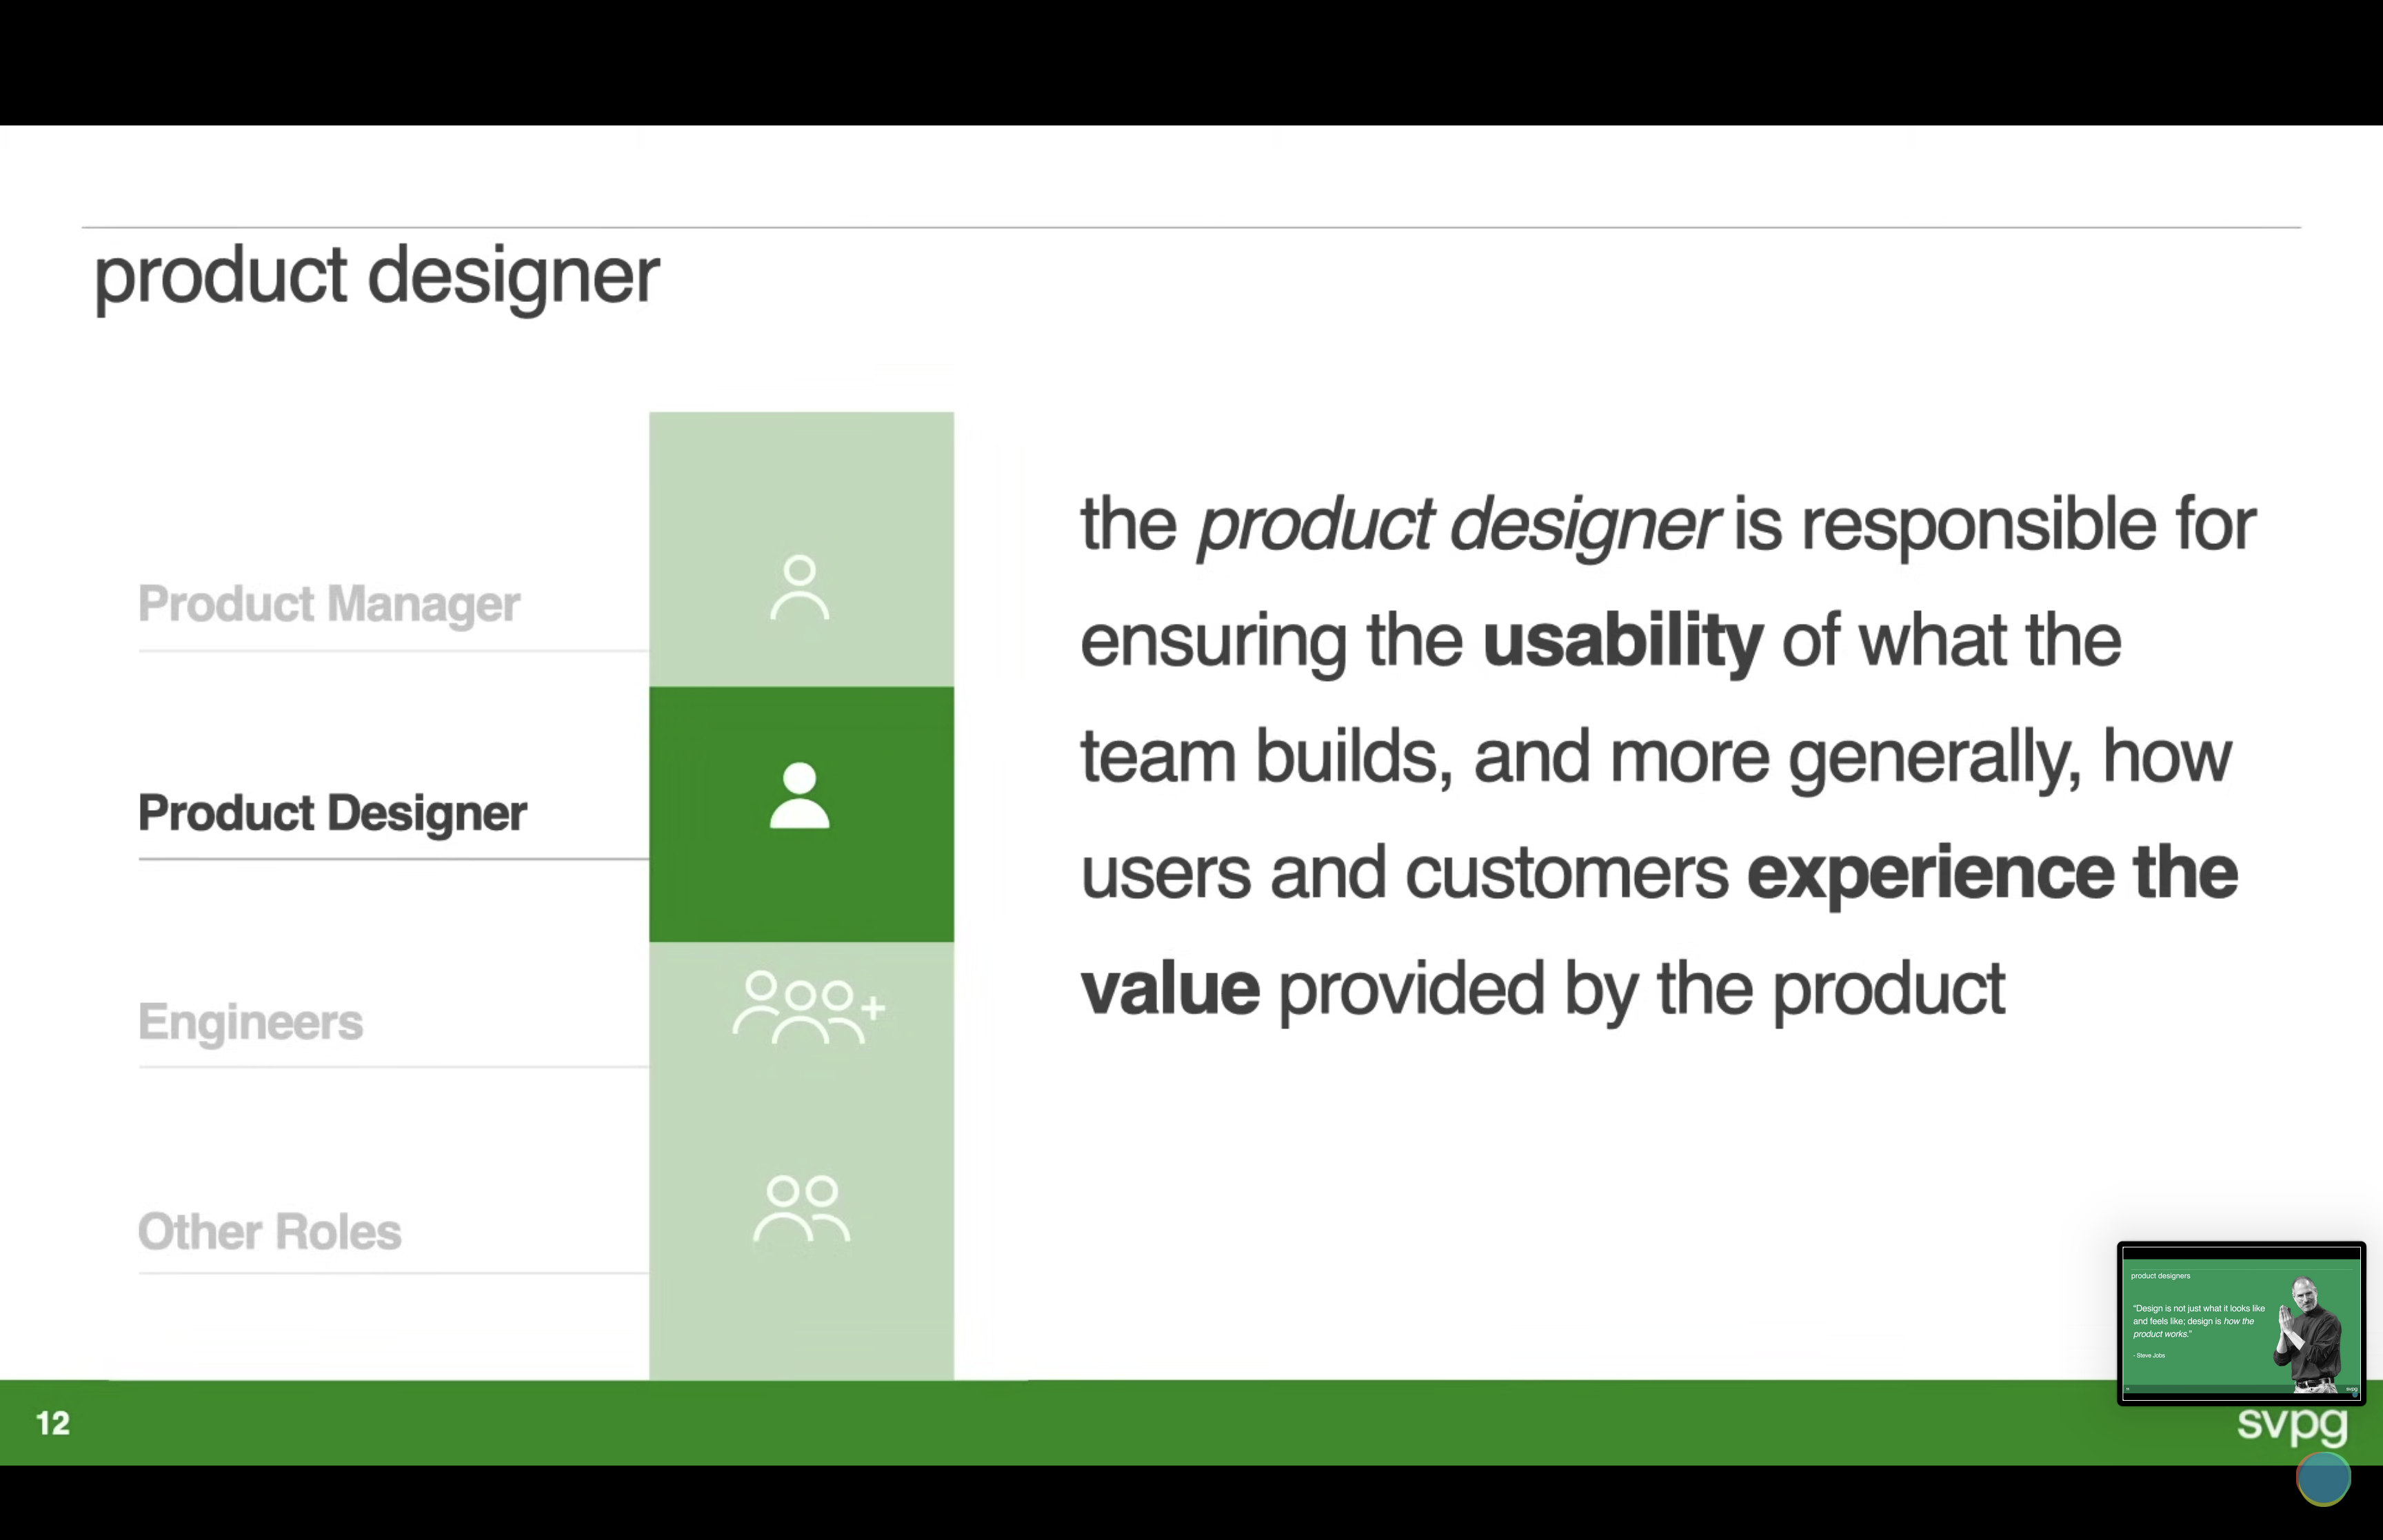 product designer
Product Manager
Product Designer
Engineers
+
Other Roles
the product designer is responsible for
ensuring the usability of what the
team builds, and more generally, how
users and customers experience the
value provided by the product
product designers
"Design is not just what it looks like
and feels like; design is how the
product works."
- Steve Jobs
svpg
12
svpg